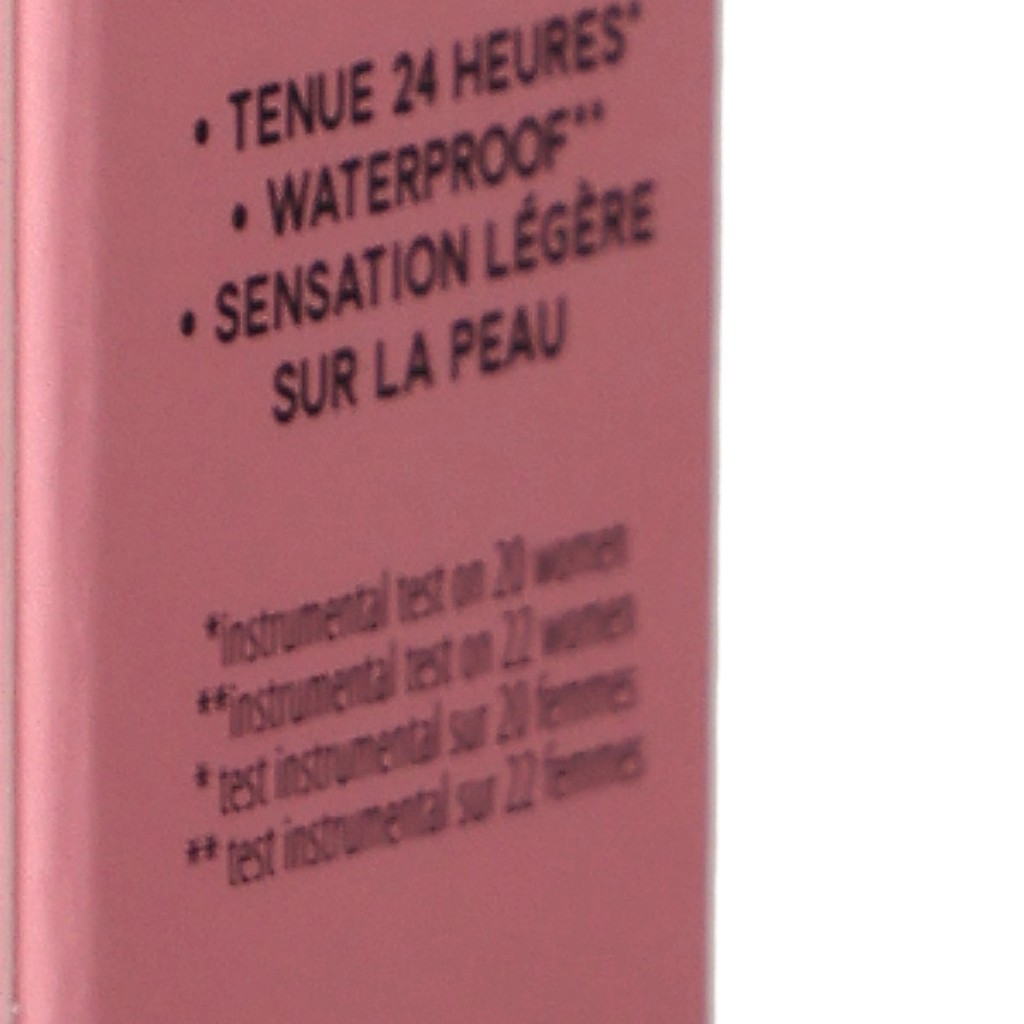 • TENUE 24 HEURES*
• WATERPROOF**
• SENSATION LÉGÈRE
SUR LA PEAU
*instrumental test on 20 women
**instrumental test on 22 women
* test instrumental sur 20 femmes
** test instrumental sur 22 femmes